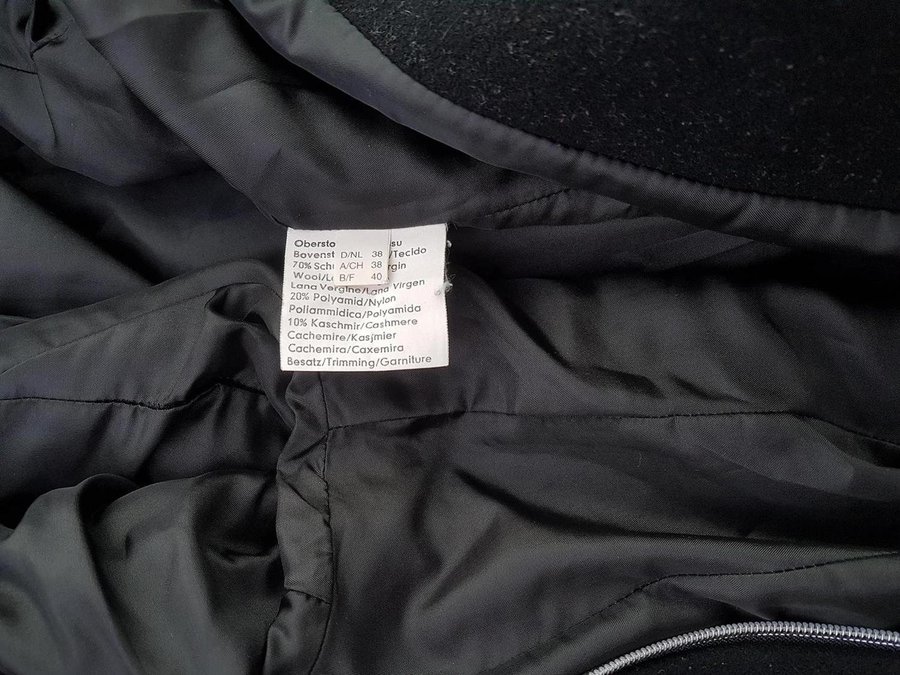 Obersto su
D/NL 38
A/CH 38
B/F 40
Bovenst /Tecido
70% Schu rgin
Wool/L
Lana Vergine/Lana Virgen
20% Polyamid/Nylon
Poliammidica/Polyamida
10% Kaschmir/Cashmere
Cachemire/Kasjmier
Cachemira/Caxemira
Besatz/Trimming/Garniture